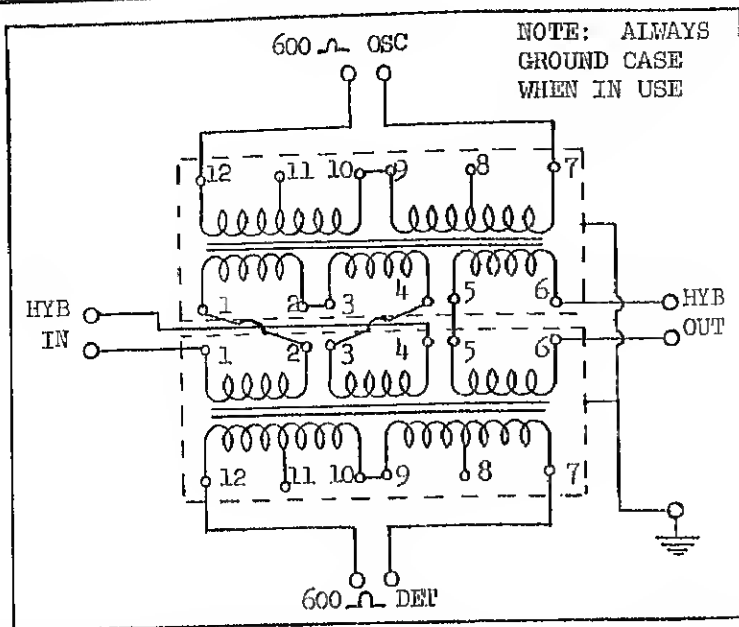 600 Ω OSC
NOTE: ALWAYS
GROUND CASE
WHEN IN USE
12 11 10 9 8 7
1 2 3 4 5 6
HYB
IN
HYB
OUT
1 2 3 4 5 6
12 11 10 9 8 7
600 Ω DET